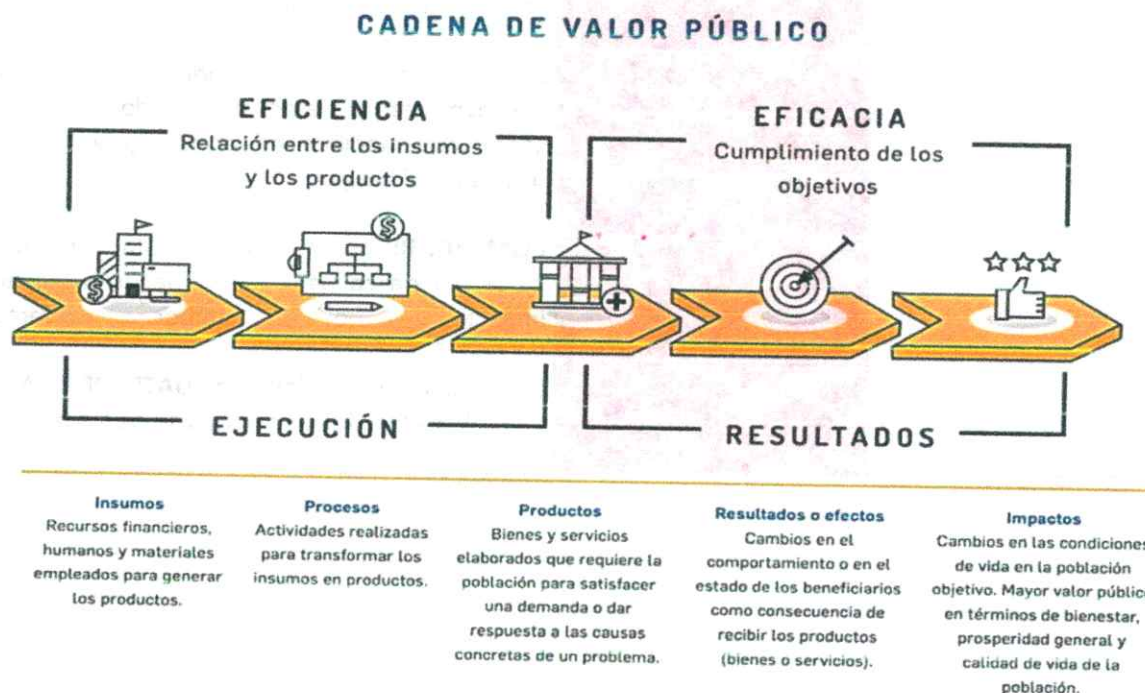 CADENA DE VALOR PÚBLICO
EFICIENCIA
Relación entre los insumos
y los productos
EFICACIA
Cumplimiento de los
objetivos
$
$
EJECUCIÓN
RESULTADOS
Insumos
Recursos financieros,
humanos y materiales
empleados para generar
los productos.
Procesos
Actividades realizadas
para transformar los
insumos en productos.
Productos
Bienes y servicios
elaborados que requiere la
población para satisfacer
una demanda o dar
respuesta a las causas
concretas de un problema.
Resultados o efectos
Cambios en el
comportamiento o en el
estado de los beneficiarios
como consecuencia de
recibir los productos
(bienes o servicios).
Impactos
Cambios en las condiciones
de vida en la población
objetivo. Mayor valor público
en términos de bienestar,
prosperidad general y
calidad de vida de la
población.